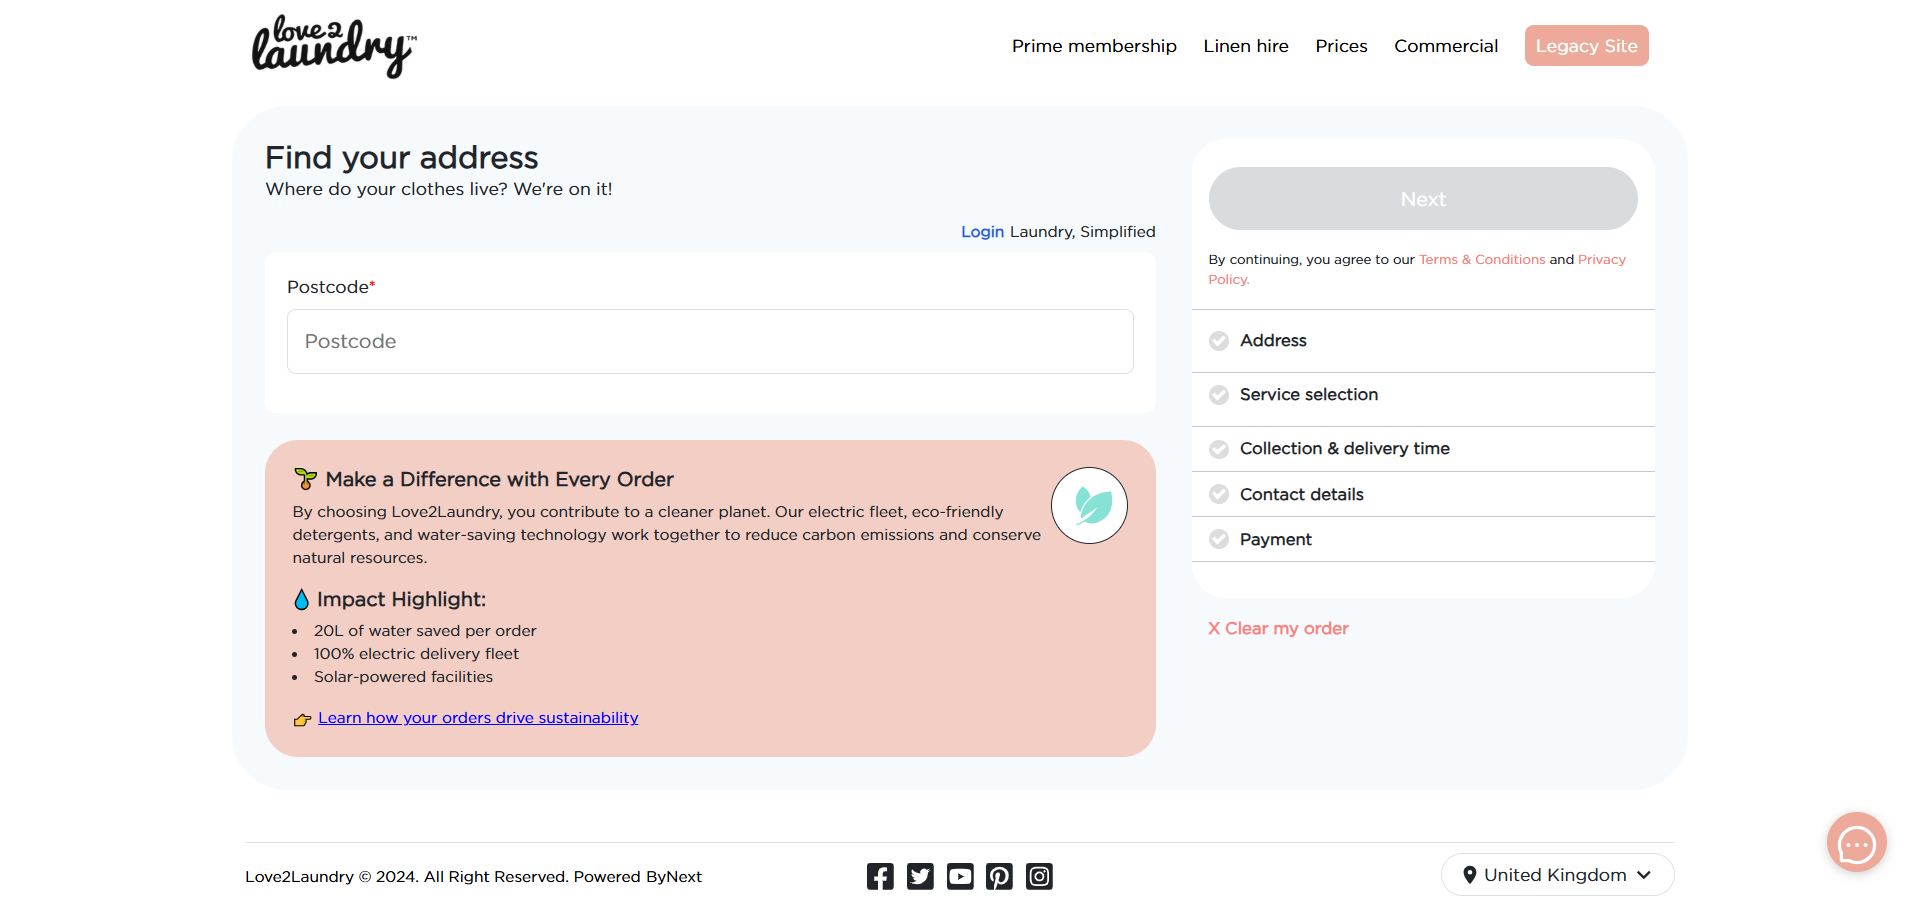 love2
laundry™
Prime membership
Linen hire
Prices
Commercial
Legacy Site
Find your address
Where do your clothes live? We're on it!
Login Laundry, Simplified
Postcode*
Postcode
Make a Difference with Every Order
By choosing Love2Laundry, you contribute to a cleaner planet. Our electric fleet, eco-friendly
detergents, and water-saving technology work together to reduce carbon emissions and conserve
natural resources.
Impact Highlight:
• 20L of water saved per order
• 100% electric delivery fleet
• Solar-powered facilities
Learn how your orders drive sustainability
Next
By continuing, you agree to our Terms & Conditions and Privacy
Policy.
Address
Service selection
Collection & delivery time
Contact details
Payment
X Clear my order
Love2Laundry © 2024. All Right Reserved. Powered ByNext
United Kingdom